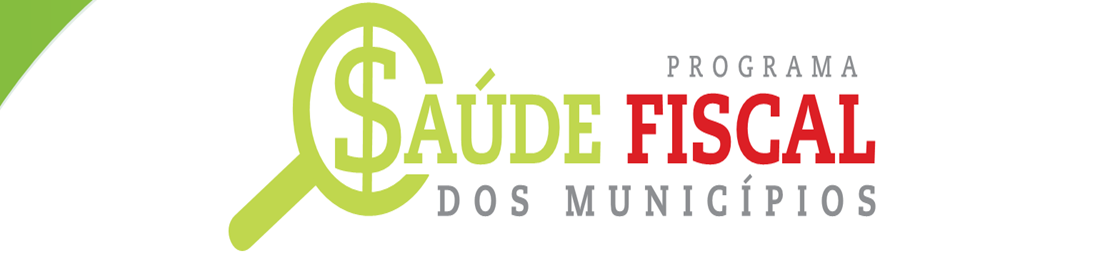 PROGRAMA
$AÚDE FISCAL
DOS MUNICÍPIOS